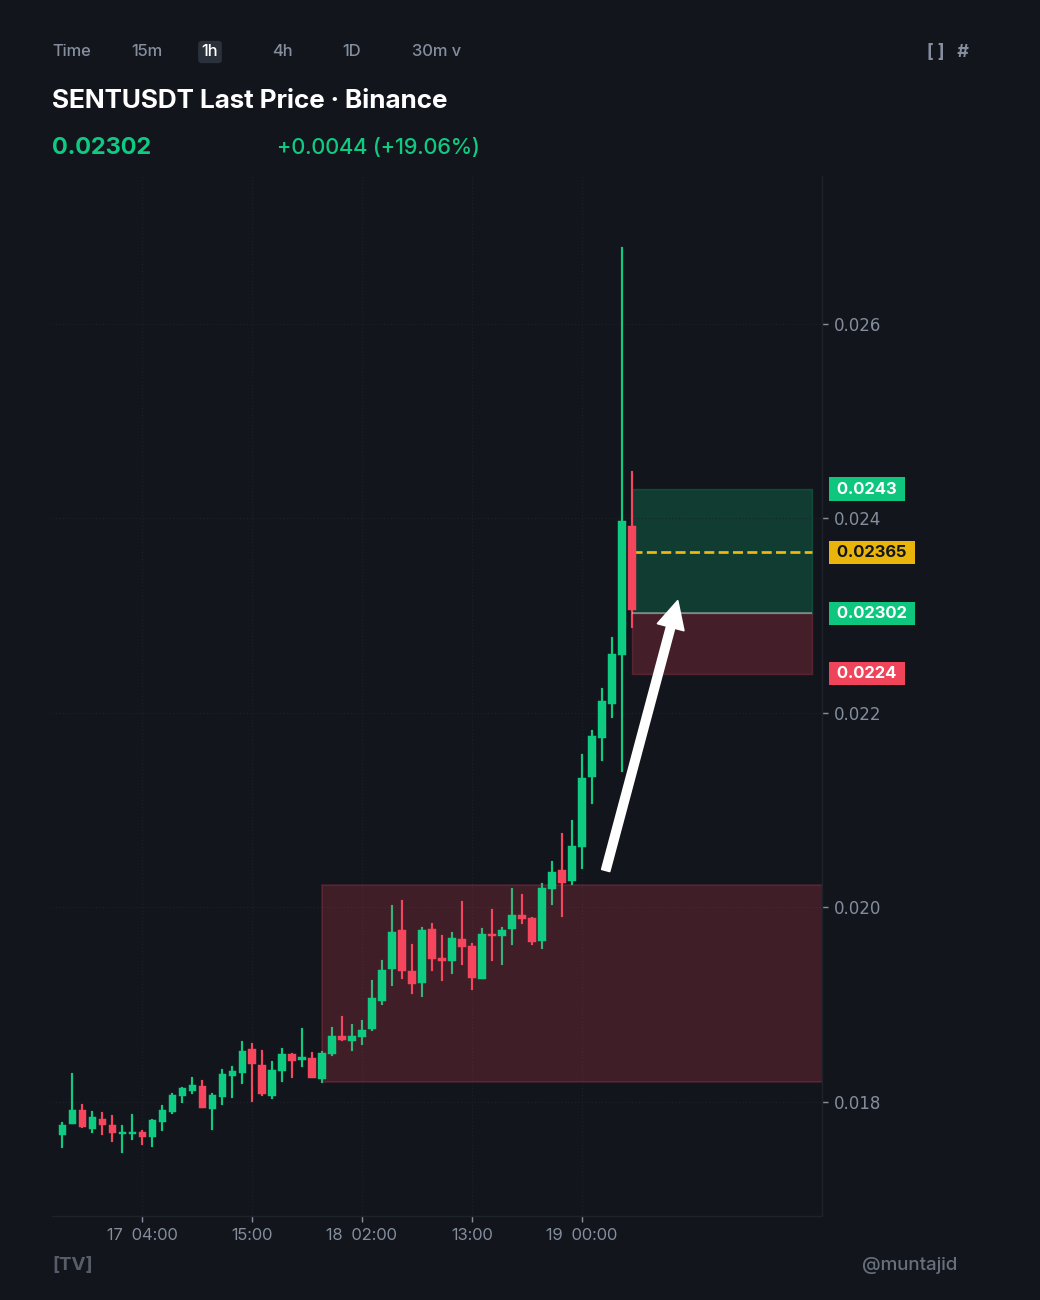 Time 15m 1h 4h 1D 30m v [ ] #
SENTUSDT Last Price · Binance
0.02302 +0.0044 (+19.06%)
0.026
0.0243
0.024
0.02365
0.02302
0.0224
0.022
0.020
0.018
17 04:00 15:00 18 02:00 13:00 19 00:00
[TV] @muntajid